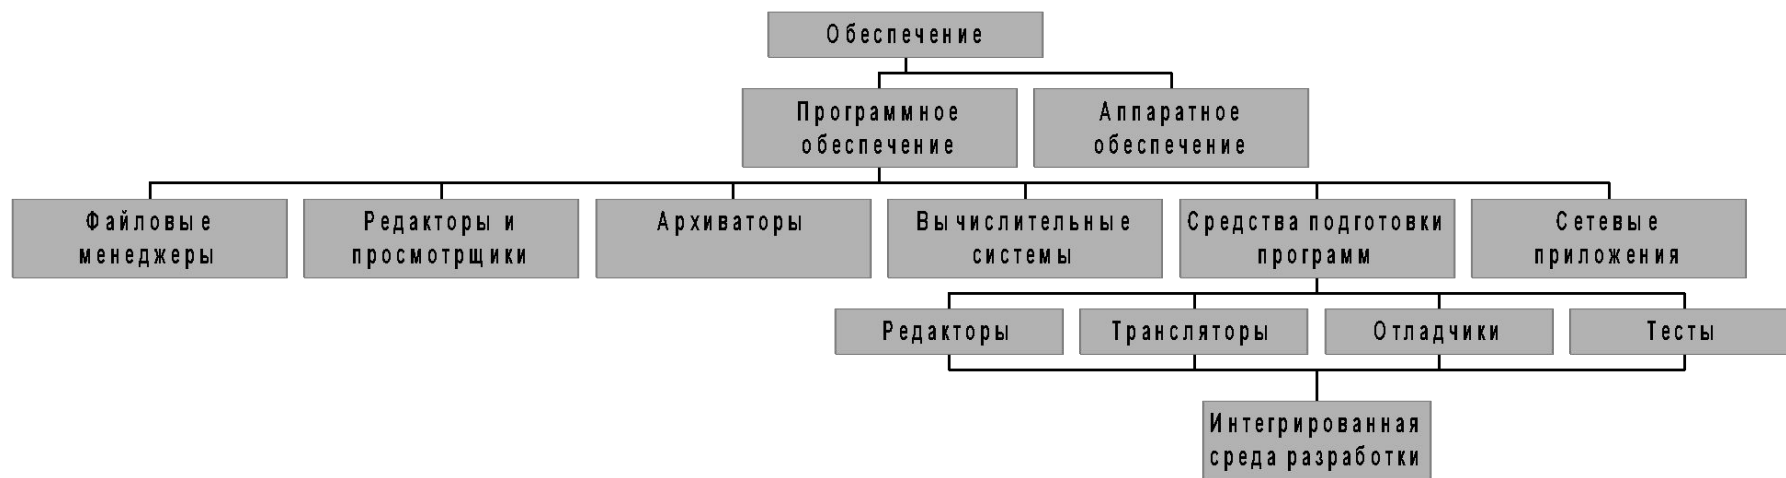 Обеспечение
Программное
обеспечение
Аппаратное
обеспечение
Файловые
менеджеры
Редакторы и
просмотрщики
Архиваторы
Вычислительные
системы
Средства подготовки
программ
Сетевые
приложения
Редакторы
Трансляторы
Отладчики
Тесты
Интегрированная
среда разработки